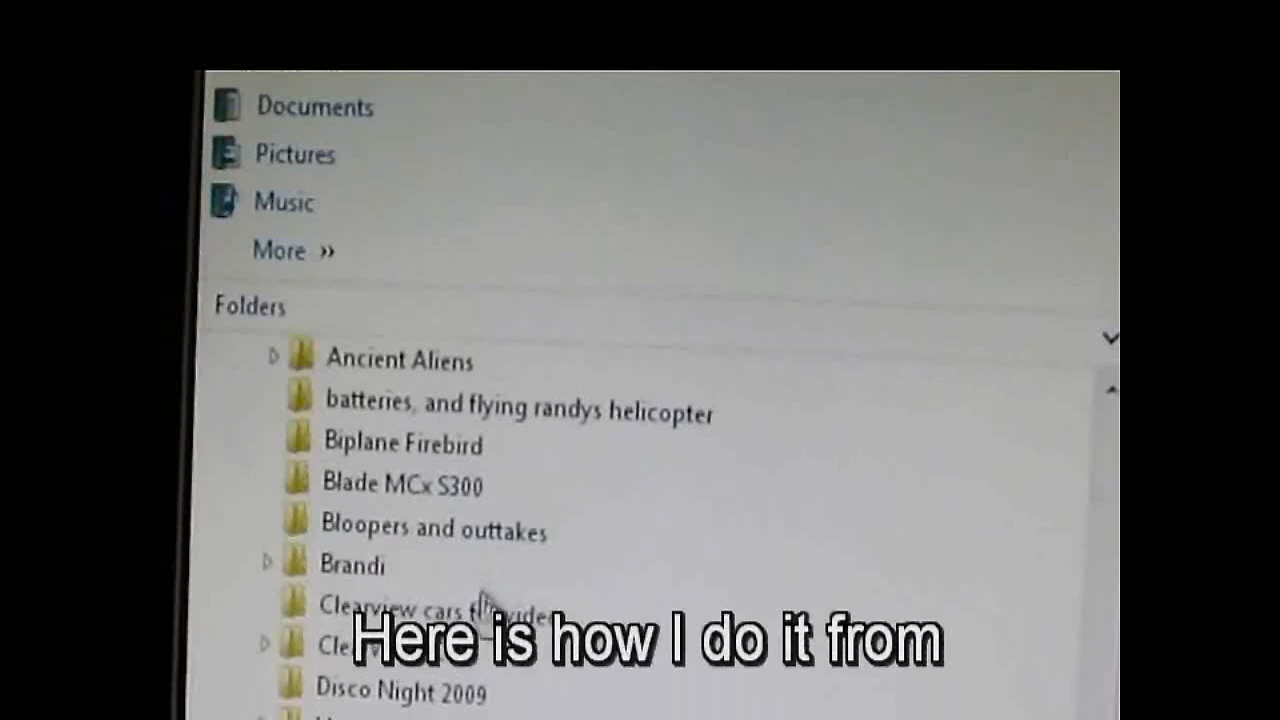 Documents
Pictures
Music
More ››
Folders
Ancient Aliens
batteries, and flying randys helicopter
Biplane Firebird
Blade MCx S300
Bloopers and outtakes
Brandi
Clearview cars
Here is how I do it from
Disco Night 2009